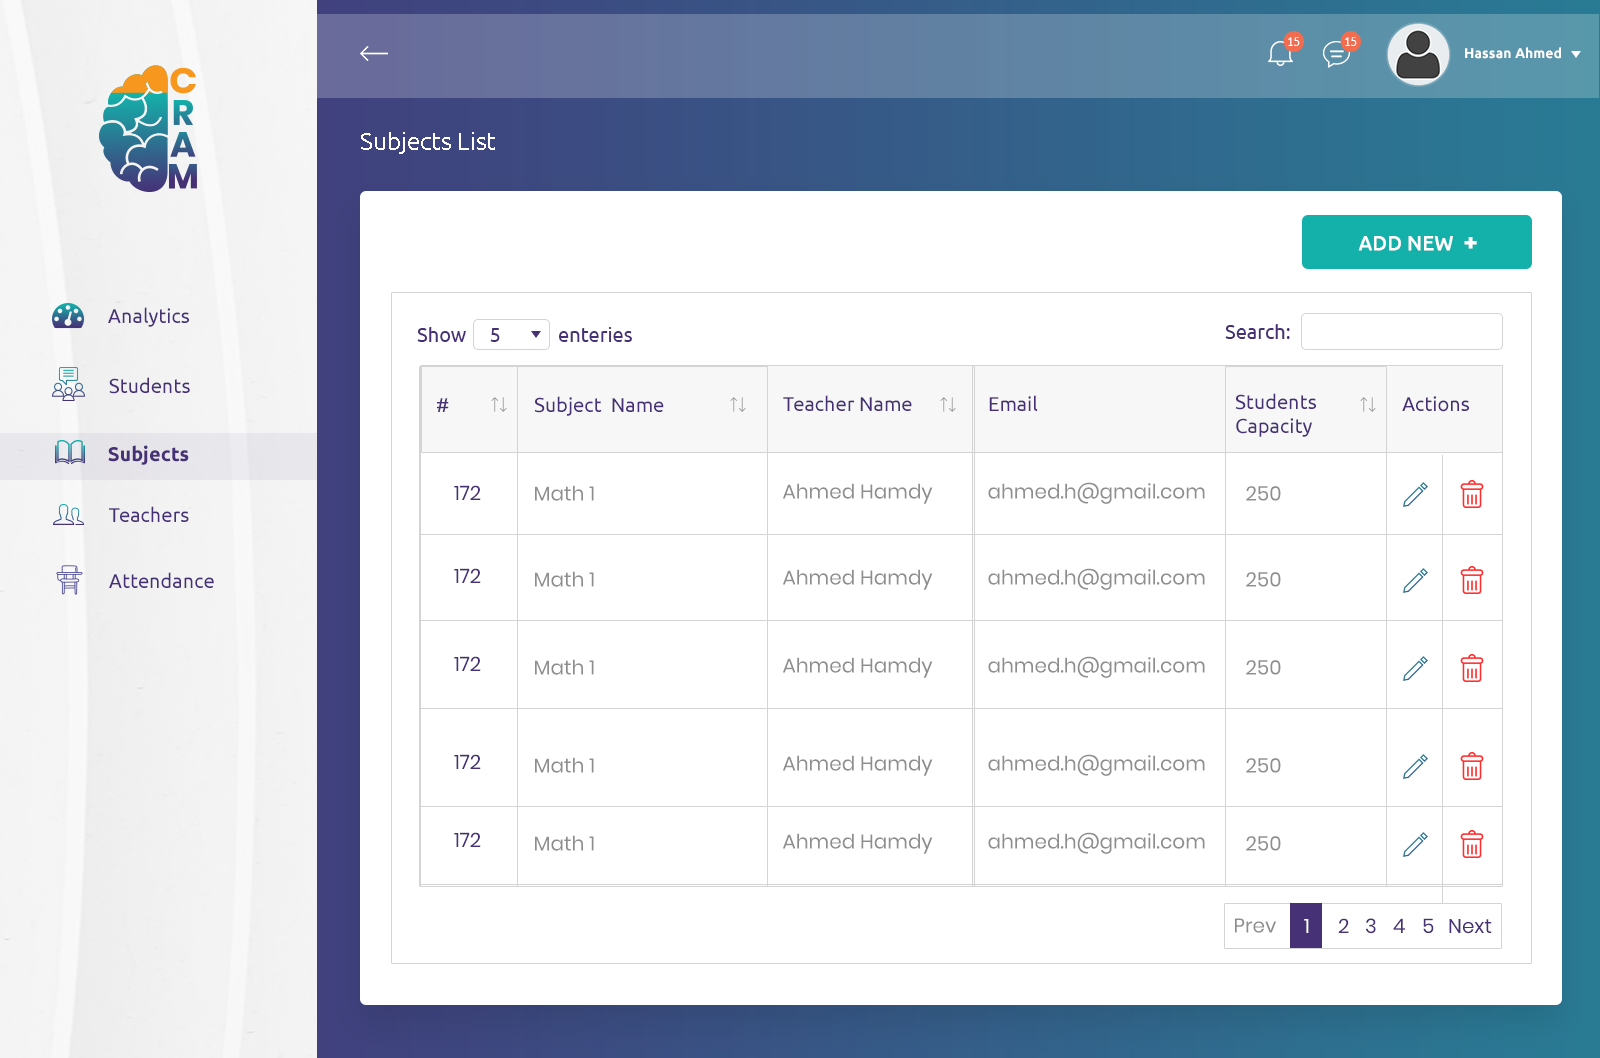 C
R
A
M
15
15
Hassan Ahmed
Subjects List
ADD NEW +
Analytics
Students
Subjects
Teachers
Attendance
Show 5 enteries
Search:
# Subject Name Teacher Name Email Students Capacity Actions
172 Math 1 Ahmed Hamdy ahmed.h@gmail.com 250
172 Math 1 Ahmed Hamdy ahmed.h@gmail.com 250
172 Math 1 Ahmed Hamdy ahmed.h@gmail.com 250
172 Math 1 Ahmed Hamdy ahmed.h@gmail.com 250
172 Math 1 Ahmed Hamdy ahmed.h@gmail.com 250
Prev 1 2 3 4 5 Next